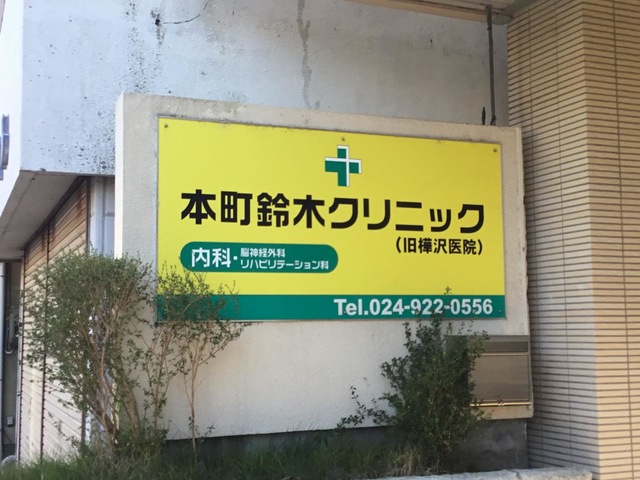 本町鈴木クリニック
(旧樺沢医院)
内科・脳神経外科
リハビリテーション科
Tel.024-922-0556